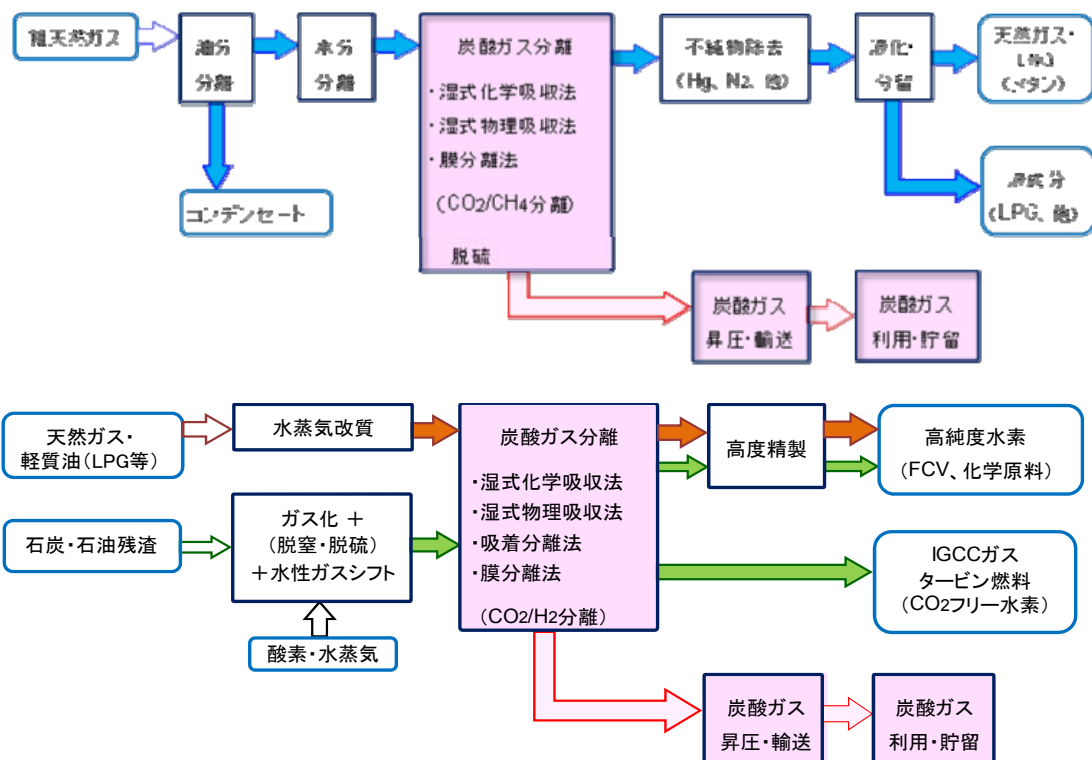 天然ガス
油分
分離
水分
分離
コンデンセート
炭酸ガス分離
・湿式化学吸収法
・湿式物理吸収法
・膜分離法
(CO2/CH4分離)
脱硫
不純物除去
(Hg、N2、他)
液化・
分留
天然ガス・
LNG
(メタン)
(LPG、他)
炭酸ガス
昇圧・輸送
炭酸ガス
利用・貯留
天然ガス・
軽質油(LPG等)
水蒸気改質
石炭・石油残渣
ガス化 +
(脱窒・脱硫)
+水性ガスシフト
酸素・水蒸気
炭酸ガス分離
・湿式化学吸収法
・湿式物理吸収法
・吸着分離法
・膜分離法
(CO2/H2分離)
高度精製
高純度水素
(FCV、化学原料)
IGCCガス
タービン燃料
(CO2フリー水素)
炭酸ガス
昇圧・輸送
炭酸ガス
利用・貯留